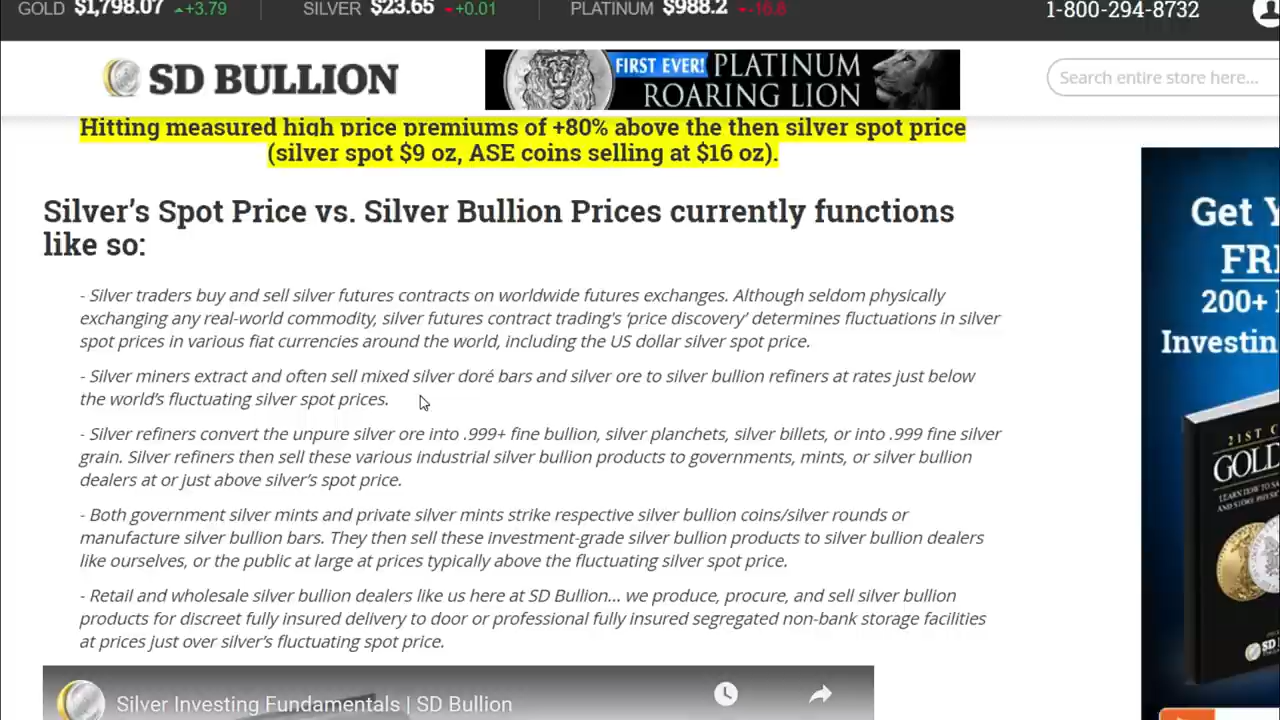 GOLD $1,798.07 +3.79 SILVER $23.65 +0.01 PLATINUM $988.2 -16.8 1-800-294-8732
SD BULLION
FIRST EVER! PLATINUM
ROARING LION
Search entire store here...
Hitting measured high price premiums of +80% above the then silver spot price
(silver spot $9 oz, ASE coins selling at $16 oz).
Silver's Spot Price vs. Silver Bullion Prices currently functions
like so:
- Silver traders buy and sell silver futures contracts on worldwide futures exchanges. Although seldom physically
exchanging any real-world commodity, silver futures contract trading's ‘price discovery’ determines fluctuations in silver
spot prices in various fiat currencies around the world, including the US dollar silver spot price.
- Silver miners extract and often sell mixed silver doré bars and silver ore to silver bullion refiners at rates just below
the world's fluctuating silver spot prices.
- Silver refiners convert the unpure silver ore into .999+ fine bullion, silver planchets, silver billets, or into .999 fine silver
grain. Silver refiners then sell these various industrial silver bullion products to governments, mints, or silver bullion
dealers at or just above silver's spot price.
- Both government silver mints and private silver mints strike respective silver bullion coins/silver rounds or
manufacture silver bullion bars. They then sell these investment-grade silver bullion products to silver bullion dealers
like ourselves, or the public at large at prices typically above the fluctuating silver spot price.
- Retail and wholesale silver bullion dealers like us here at SD Bullion... we produce, procure, and sell silver bullion
products for discreet fully insured delivery to door or professional fully insured segregated non-bank storage facilities
at prices just over silver's fluctuating spot price.
Silver Investing Fundamentals | SD Bullion
Get
FR
200+
Investin
21ST C
GOLD
LEARN HOW TO
AND STORE
SD